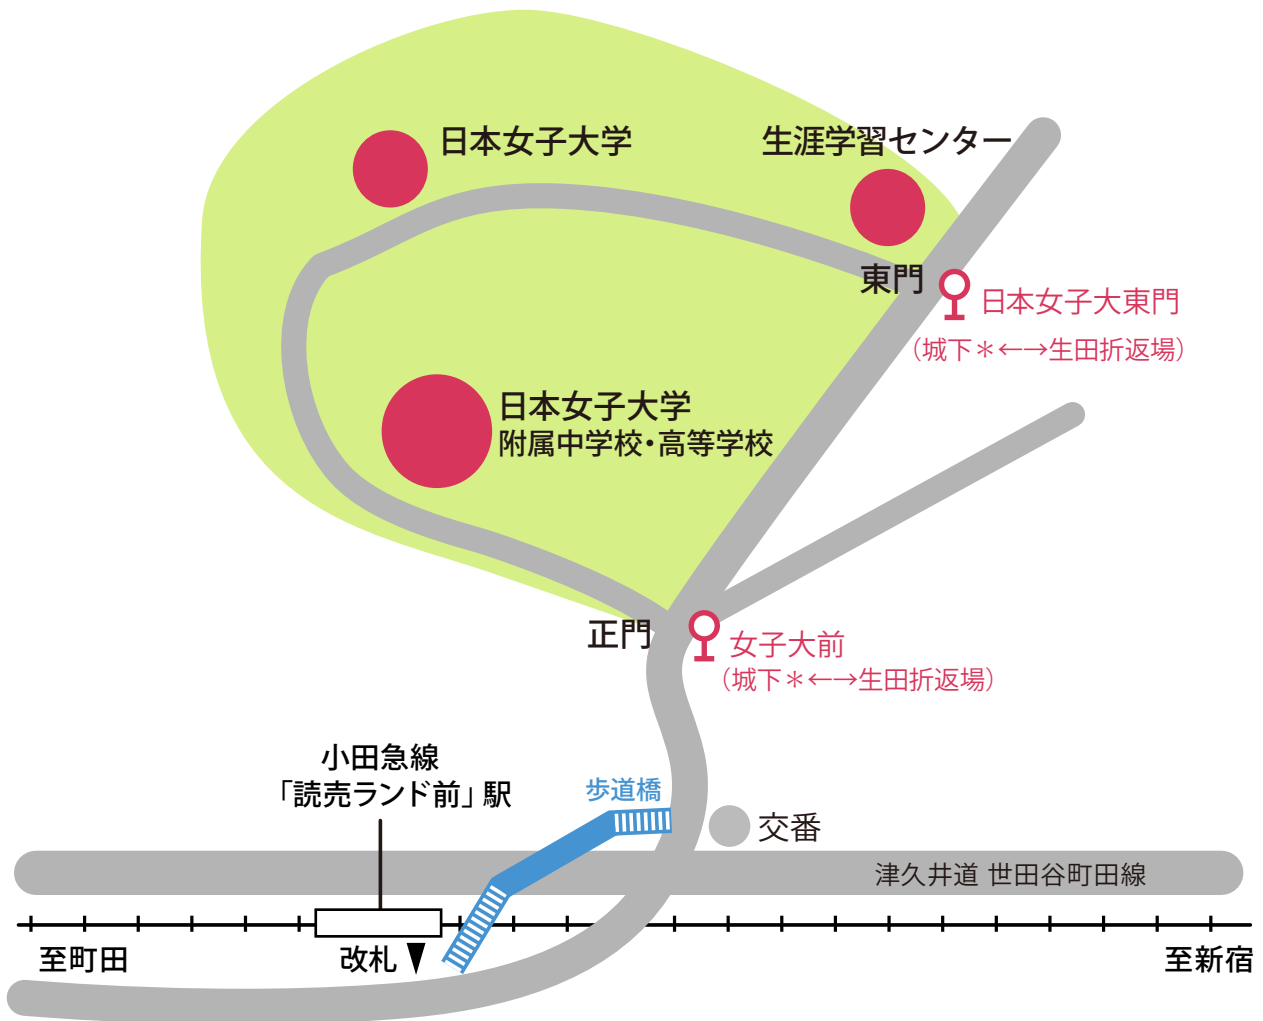 日本女子大学
生涯学習センター
東門
日本女子大東門
（城下＊←→生田折返場）
日本女子大学
附属中学校・高等学校
正門
女子大前
（城下＊←→生田折返場）
小田急線
「読売ランド前」駅
歩道橋
交番
津久井道 世田谷町田線
至町田
改札
至新宿